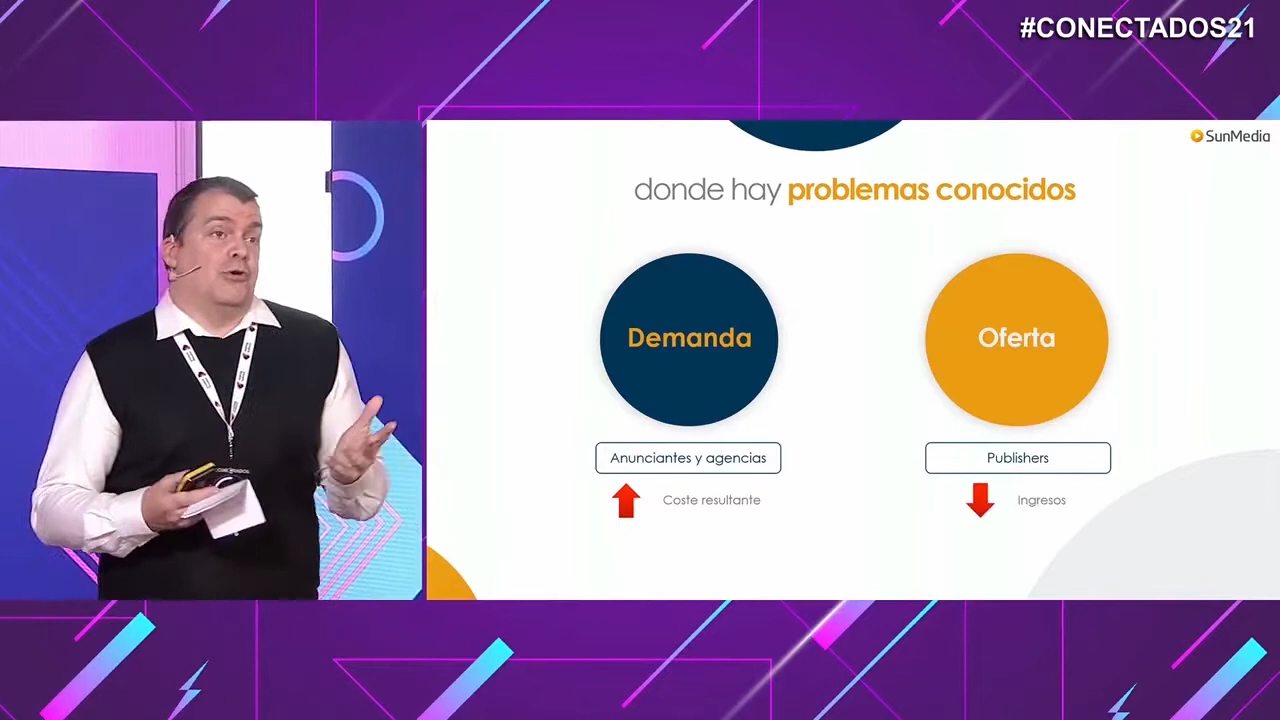 #CONECTADOS21
SunMedia
donde hay problemas conocidos
Demanda
Oferta
Anunciantes y agencias
Publishers
Coste resultante
Ingresos